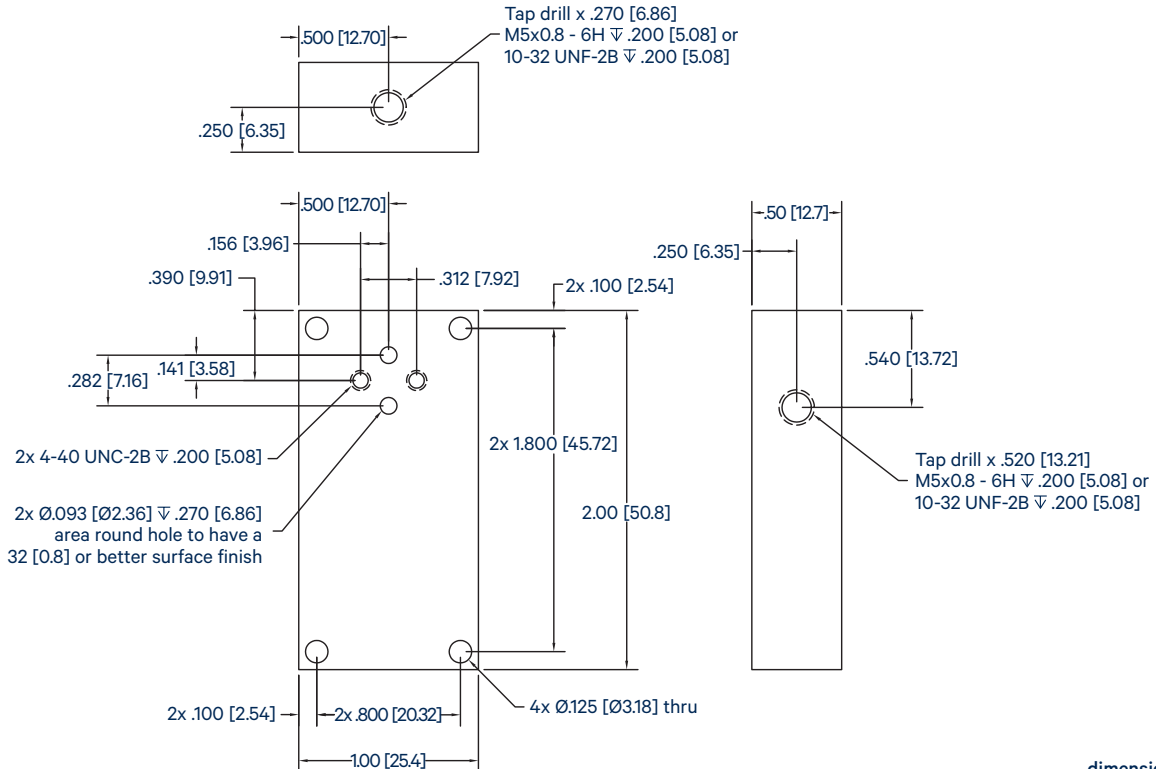 Tap drill x .270 [6.86]
M5x0.8 - 6H ↧ .200 [5.08] or
10-32 UNF-2B ↧ .200 [5.08]
.500 [12.70]
.250 [6.35]
.500 [12.70]
.156 [3.96]
.390 [9.91]
.312 [7.92]
2x .100 [2.54]
.141 [3.58]
.282 [7.16]
2x 4-40 UNC-2B ↧ .200 [5.08]
2x Ø.093 [Ø2.36] ↧ .270 [6.86]
area round hole to have a
32 [0.8] or better surface finish
2x 1.800 [45.72]
2.00 [50.8]
2x .100 [2.54]
2x .800 [20.32]
4x Ø.125 [Ø3.18] thru
1.00 [25.4]
.50 [12.7]
.250 [6.35]
.540 [13.72]
Tap drill x .520 [13.21]
M5x0.8 - 6H ↧ .200 [5.08] or
10-32 UNF-2B ↧ .200 [5.08]